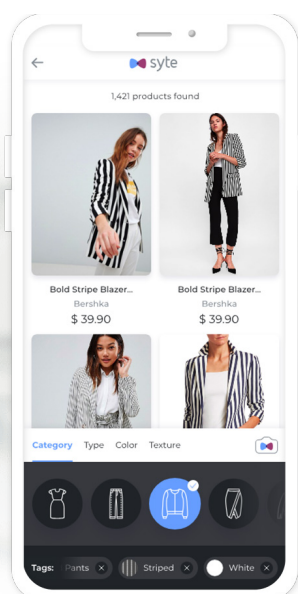 syte
1,421 products found
Bold Stripe Blazer... Bold Stripe Blazer...
Bershka Bershka
$ 39.90 $ 39.90
Category Type Color Texture
Tags: Pants Striped White